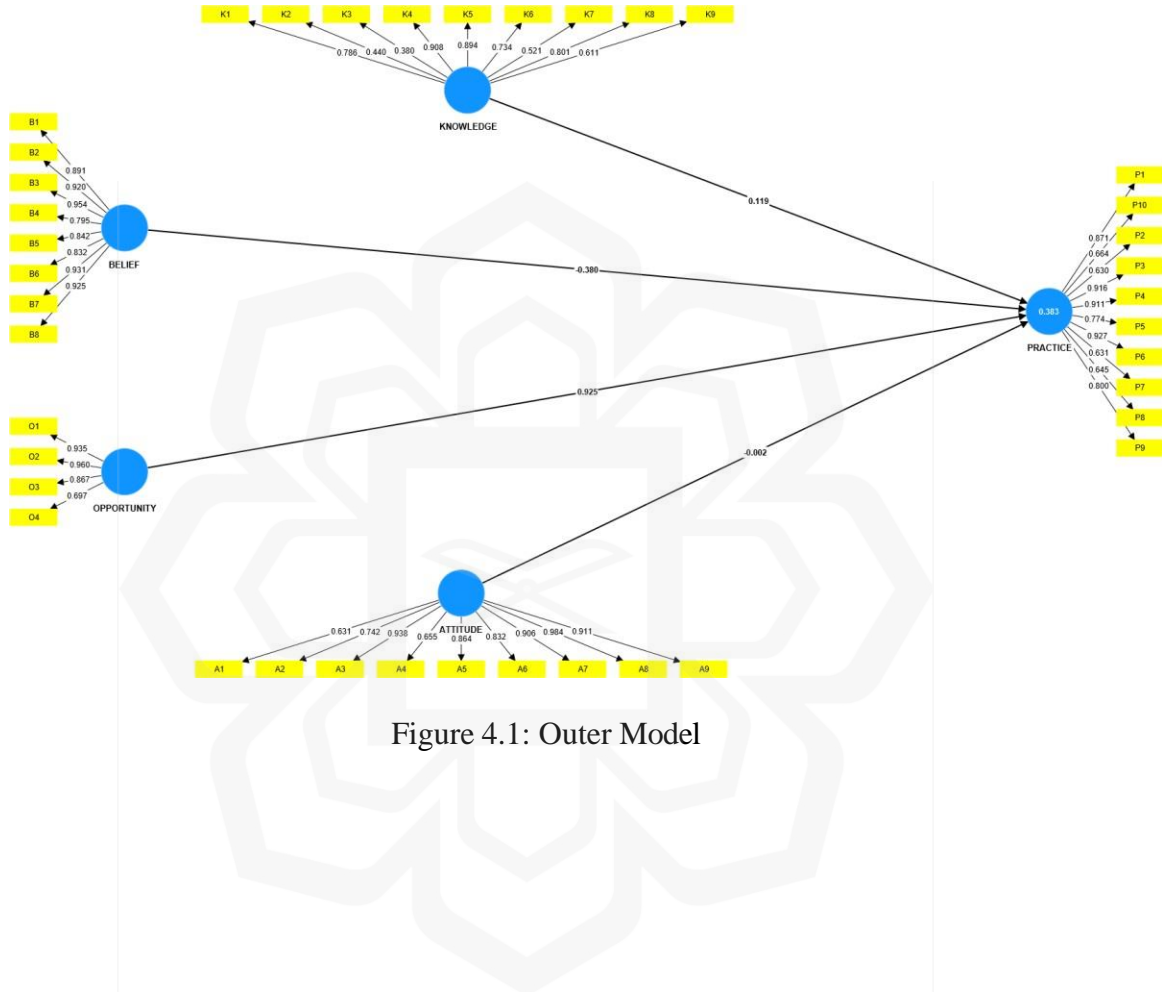 K1 K2 K3 K4 K5 K6 K7 K8 K9
0.786 0.440 0.380 0.908 0.894 0.734 0.521 0.801 0.611
KNOWLEDGE
B1
B2
B3
B4
B5
B6
B7
B8
0.891
0.920
0.954
0.795
0.842
0.832
0.931
0.925
BELIEF
0.119
-0.380
0.925
-0.002
P1
P10
P2
P3
P4
P5
P6
P7
P8
P9
0.871
0.664
0.630
0.916
0.911
0.774
0.927
0.631
0.645
0.800
0.383
PRACTICE
O1
O2
O3
O4
0.935
0.960
0.867
0.697
OPPORTUNITY
ATTITUDE
0.631 0.742 0.938 0.655 0.864 0.832 0.906 0.984 0.911
A1 A2 A3 A4 A5 A6 A7 A8 A9
Figure 4.1: Outer Model